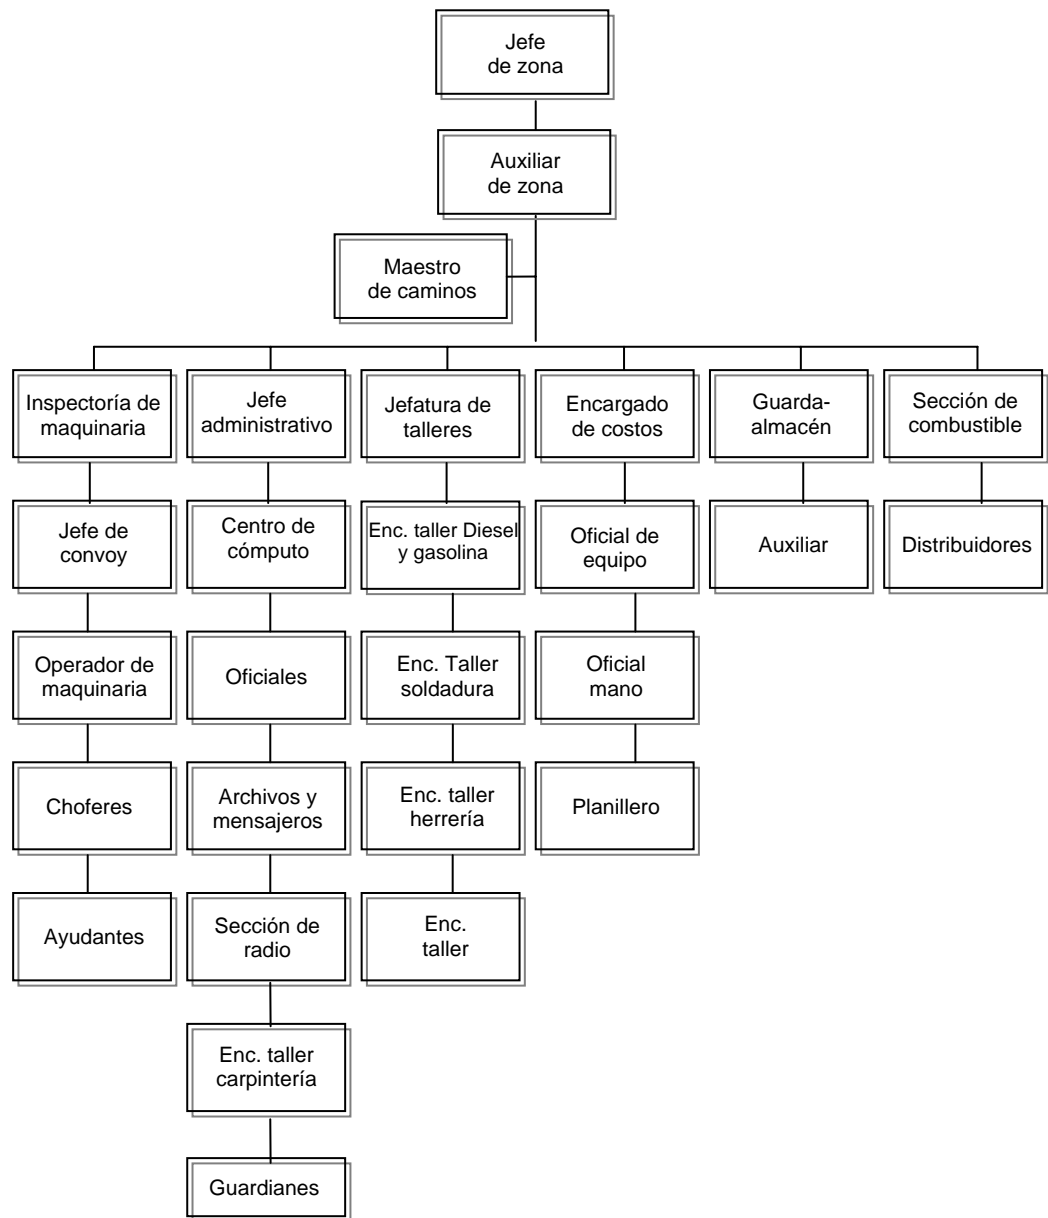 Jefe
de zona
Auxiliar
de zona
Maestro
de caminos
Inspectoría de
maquinaria
Jefe
administrativo
Jefatura de
talleres
Encargado
de costos
Guarda-
almacén
Sección de
combustible
Jefe de
convoy
Centro de
cómputo
Enc. taller Diesel
y gasolina
Oficial de
equipo
Auxiliar
Distribuidores
Operador de
maquinaria
Oficiales
Enc. Taller
soldadura
Oficial
mano
Choferes
Archivos y
mensajeros
Enc. taller
herrería
Planillero
Ayudantes
Sección de
radio
Enc.
taller
Enc. taller
carpintería
Guardianes